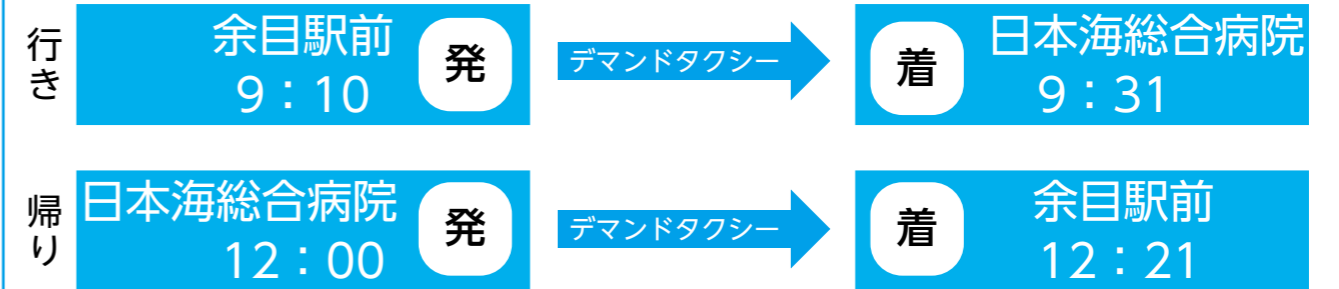 行き
余目駅前
9：10
発
デマンドタクシー
着
日本海総合病院
9：31
帰り
日本海総合病院
12：00
発
デマンドタクシー
着
余目駅前
12：21